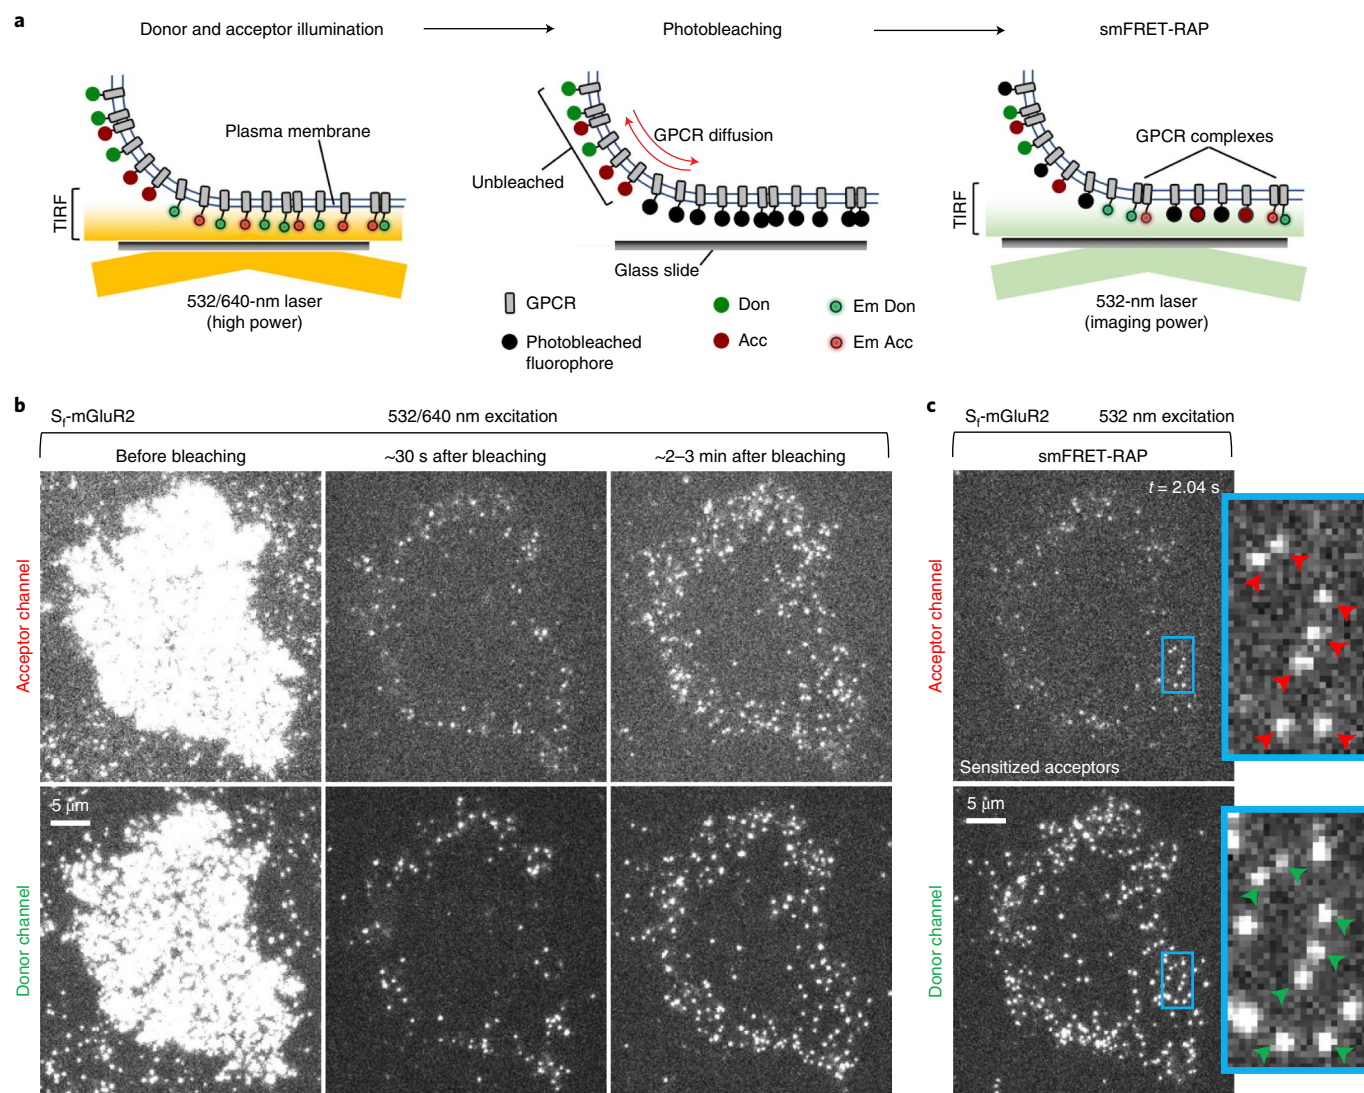 a
Donor and acceptor illumination
Photobleaching
smFRET-RAP
Plasma membrane
TIRF
532/640-nm laser
(high power)
GPCR diffusion
Unbleached
Glass slide
GPCR complexes
TIRF
532-nm laser
(imaging power)
GPCR
Don
Em Don
Photobleached
fluorophore
Acc
Em Acc
b
Sf-mGluR2
532/640 nm excitation
Before bleaching
~30 s after bleaching
~2–3 min after bleaching
Acceptor channel
Donor channel
5 μm
c
Sf-mGluR2
532 nm excitation
smFRET-RAP
t = 2.04 s
Acceptor channel
Sensitized acceptors
Donor channel
5 μm